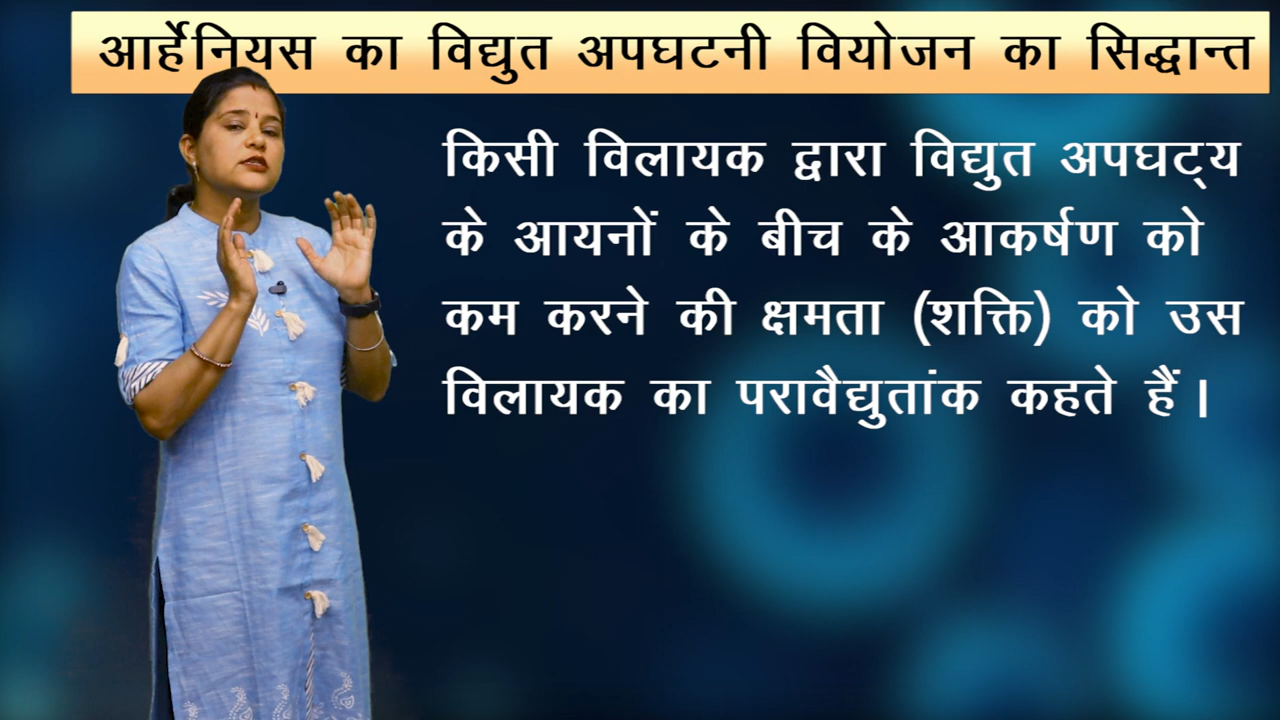 आर्हेनियस का विद्युत अपघटनी वियोजन का सिद्धान्त
किसी विलायक द्वारा विद्युत अपघट्य
के आयनों के बीच के आकर्षण को
कम करने की क्षमता (शक्ति) को उस
विलायक का परावैद्युतांक कहते हैं।